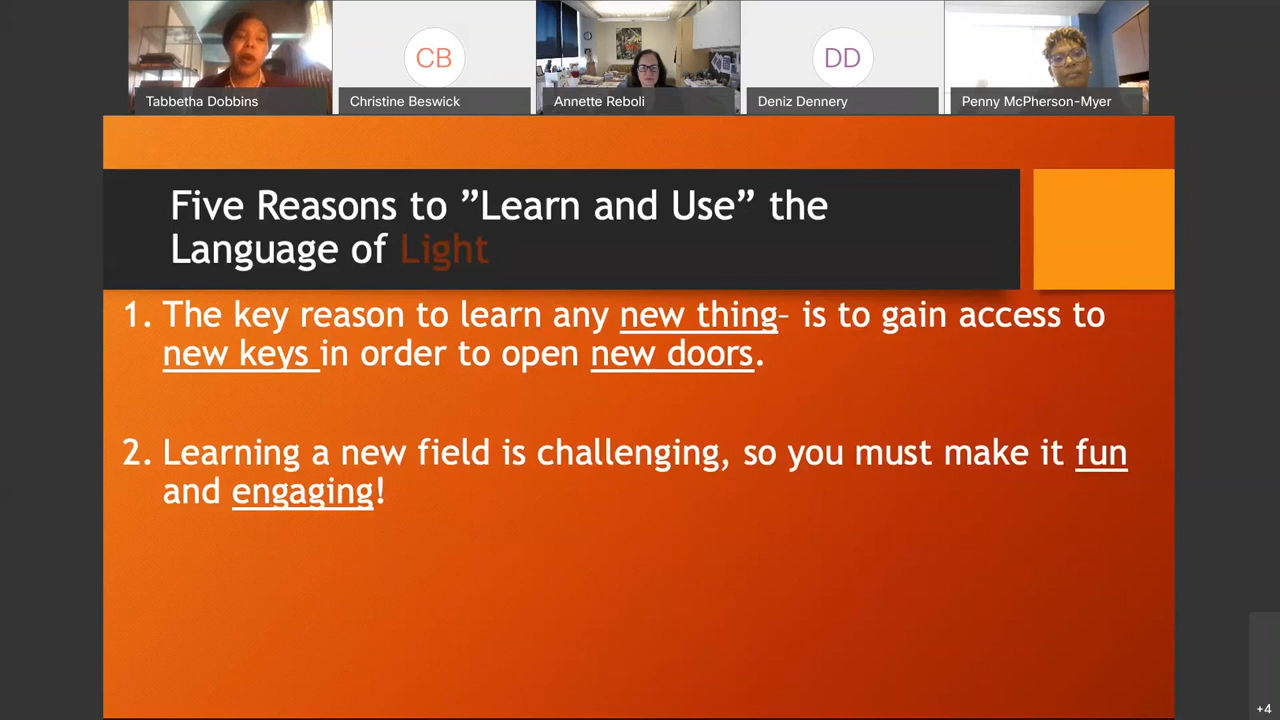 CB
DD
Tabbetha Dobbins
Christine Beswick
Annette Reboli
Deniz Dennery
Penny McPherson-Myer
Five Reasons to ”Learn and Use” the
Language of Light
1. The key reason to learn any new thing– is to gain access to
new keys in order to open new doors.
2. Learning a new field is challenging, so you must make it fun
and engaging!
+4